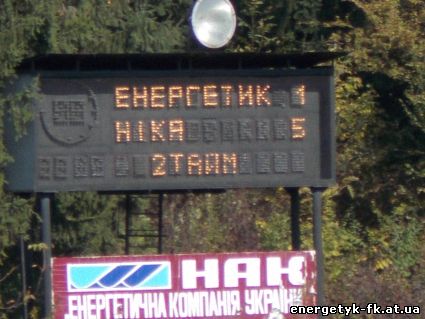 ЕНЕРГЕТИК 1
НІКА 5
2ТАЙМ
НАК
"ЕНЕРГЕТИЧНА КОМПАНІЯ УКРАЇНИ
energetyk-fk.at.ua